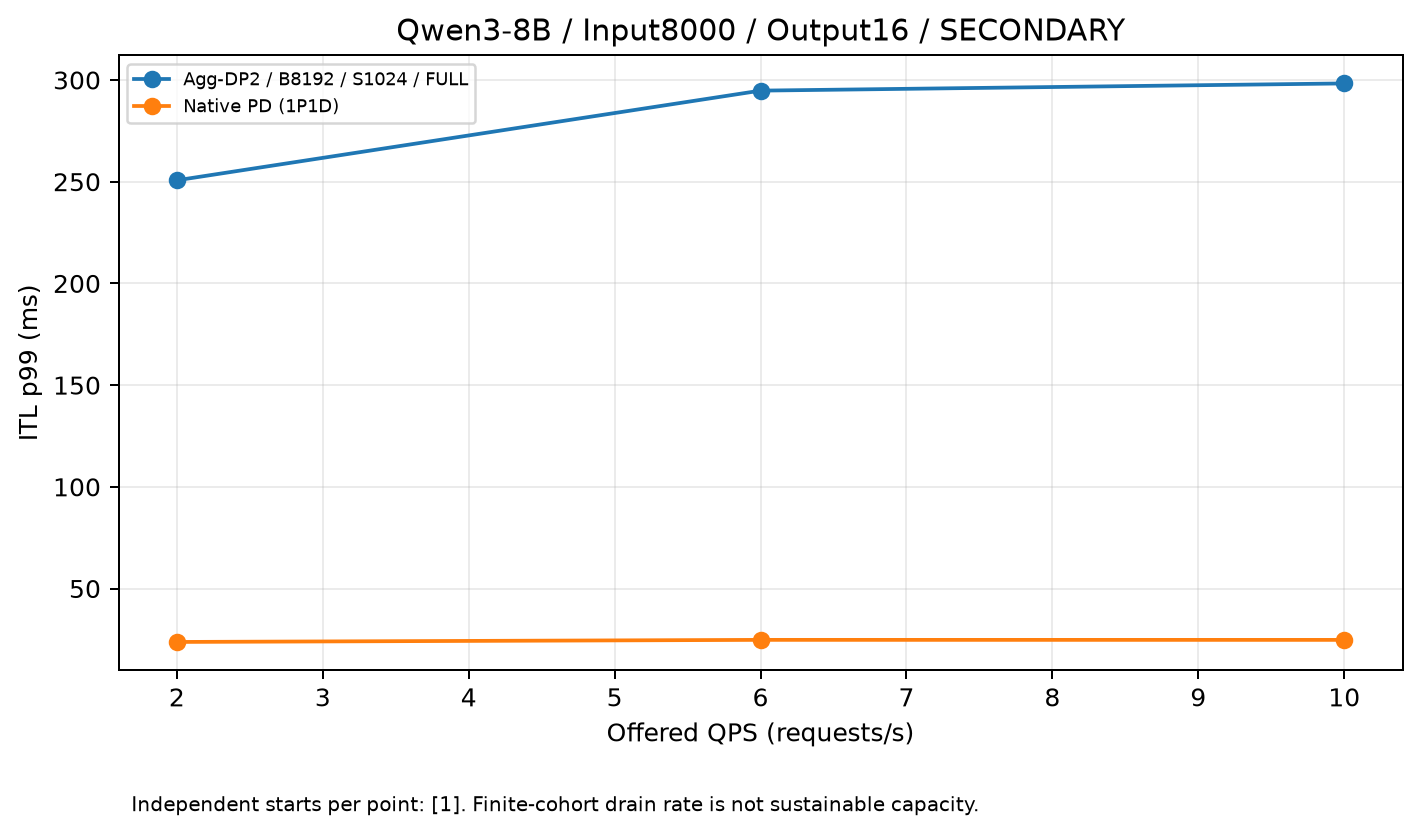 Qwen3-8B / Input8000 / Output16 / SECONDARY
Agg-DP2 / B8192 / S1024 / FULL
Native PD (1P1D)
300
250
200
150
100
50
ITL p99 (ms)
2 3 4 5 6 7 8 9 10
Offered QPS (requests/s)
Independent starts per point: [1]. Finite-cohort drain rate is not sustainable capacity.